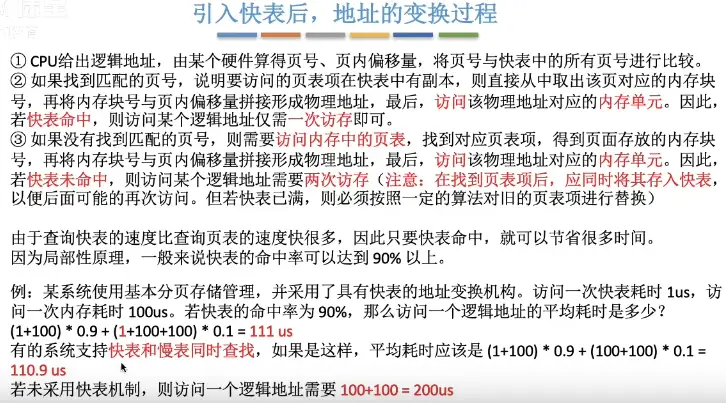 引入快表后，地址的变换过程
① CPU给出逻辑地址，由某个硬件算得页号、页内偏移量，将页号与快表中的所有页号进行比较。
② 如果找到匹配的页号，说明要访问的页表项在快表中有副本，则直接从中取出该页对应的内存块
号，再将内存块号与页内偏移量拼接形成物理地址，最后，访问该物理地址对应的内存单元。因此，
若快表命中，则访问某个逻辑地址仅需一次访存即可。
③ 如果没有找到匹配的页号，则需要访问内存中的页表，找到对应页表项，得到页面存放的内存块
号，再将内存块号与页内偏移量拼接形成物理地址，最后，访问该物理地址对应的内存单元。因此，
若快表未命中，则访问某个逻辑地址需要两次访存（注意：在找到页表项后，应同时将其存入快表，
以便后面可能的再次访问。但若快表已满，则必须按照一定的算法对旧的页表项进行替换）
由于查询快表的速度比查询页表的速度快很多，因此只要快表命中，就可以节省很多时间。
因为局部性原理，一般来说快表的命中率可以达到 90% 以上。
例：某系统使用基本分页存储管理，并采用了具有快表的地址变换机构。访问一次快表耗时 1us，访
问一次内存耗时 100us。若快表的命中率为 90%，那么访问一个逻辑地址的平均耗时是多少？
(1+100) * 0.9 + (1+100+100) * 0.1 = 111 us
有的系统支持快表和慢表同时查找，如果是这样，平均耗时应该是 (1+100) * 0.9 + (100+100) * 0.1 =
110.9 us
若未采用快表机制，则访问一个逻辑地址需要 100+100 = 200us